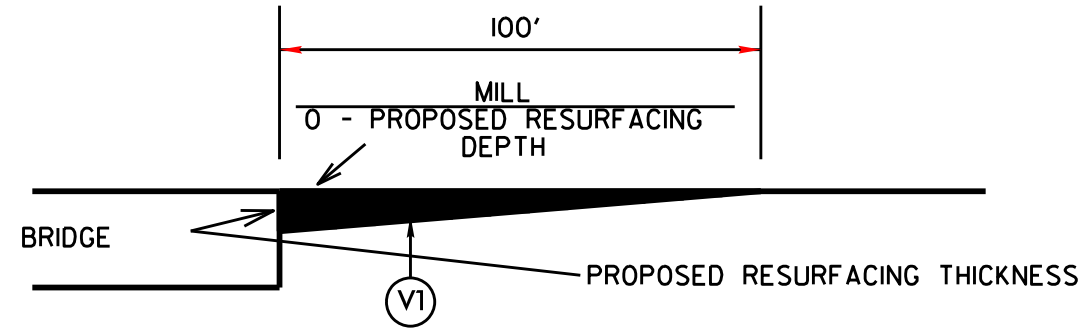 100'
MILL
0 - PROPOSED RESURFACING
DEPTH
BRIDGE
PROPOSED RESURFACING THICKNESS
V1